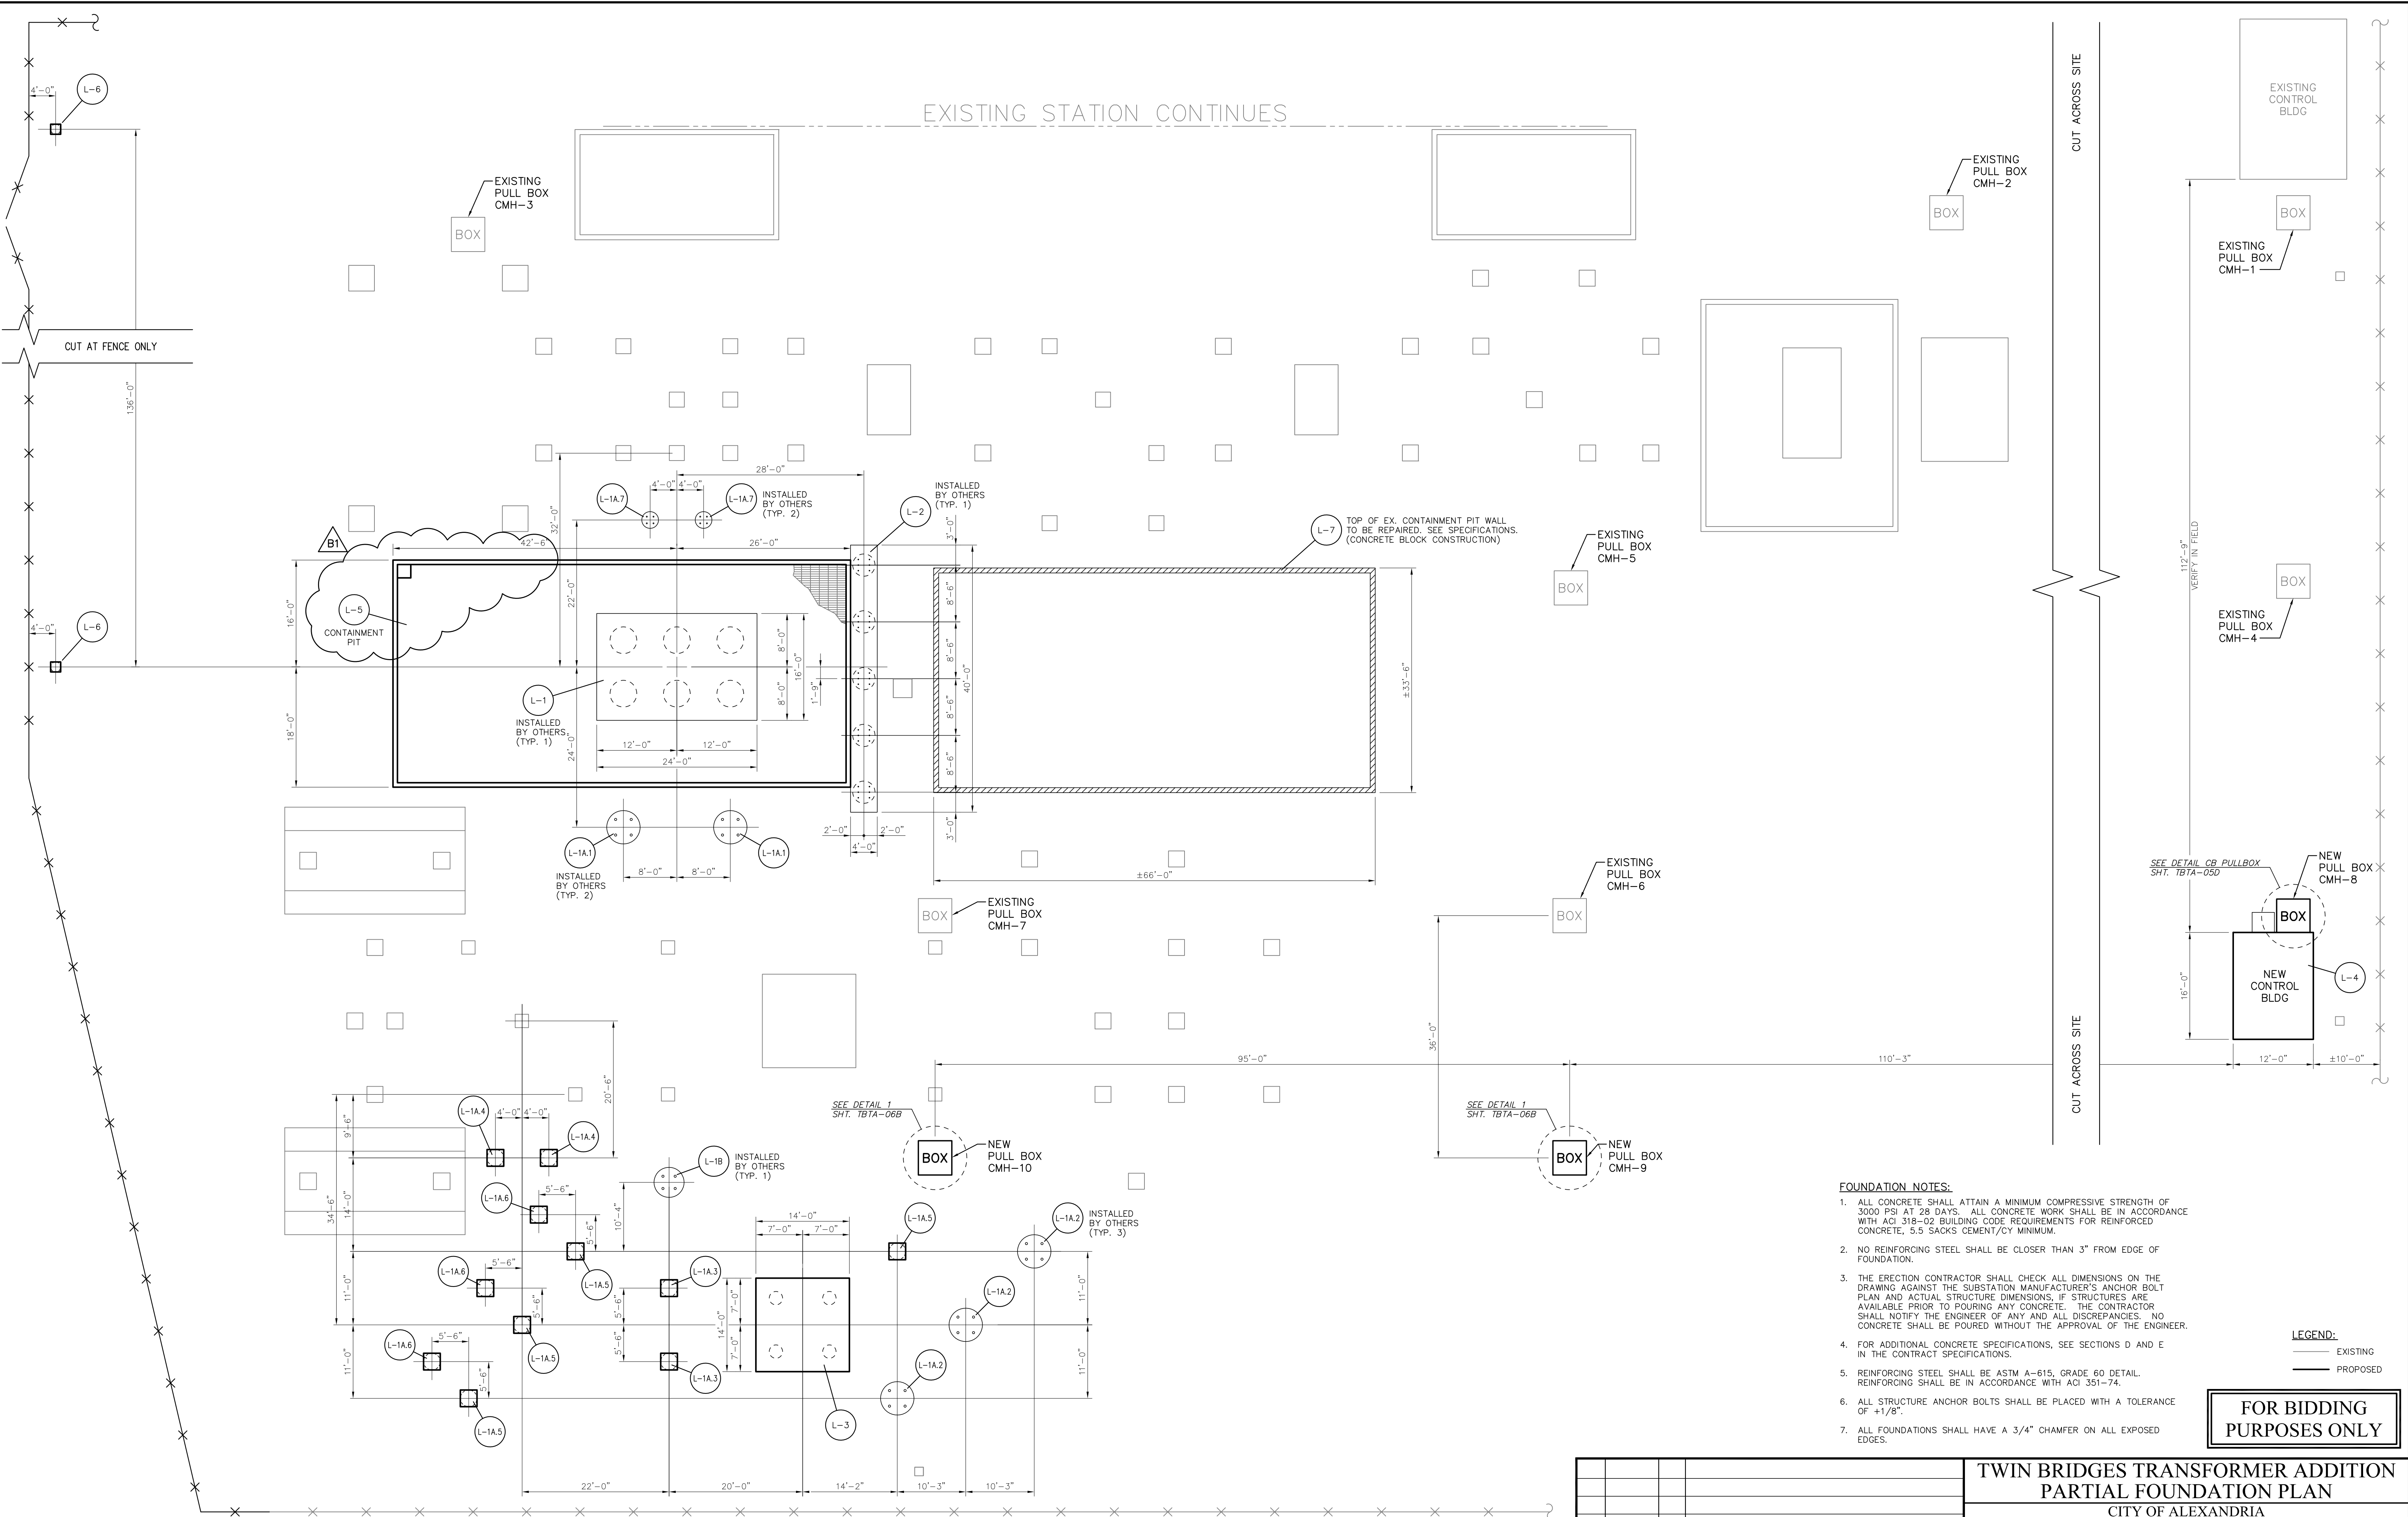 EXISTING STATION CONTINUES
4'-0"
L-6
CUT AT FENCE ONLY
136'-0"
4'-0"
L-6
EXISTING
PULL BOX
CMH-3
BOX
EXISTING
PULL BOX
CMH-2
BOX
CUT ACROSS SITE
EXISTING
CONTROL
BLDG
BOX
EXISTING
PULL BOX
CMH-1
112'-9"
VERIFY IN FIELD
BOX
EXISTING
PULL BOX
CMH-4
28'-0"
4'-0"
4'-0"
L-1A.7
L-1A.7
INSTALLED
BY OTHERS
(TYP. 2)
32'-0"
L-2
INSTALLED
BY OTHERS
(TYP. 1)
3'-0"
L-7
TOP OF EX. CONTAINMENT PIT WALL
TO BE REPAIRED. SEE SPECIFICATIONS.
(CONCRETE BLOCK CONSTRUCTION)
EXISTING
PULL BOX
CMH-5
BOX
B1
42'-6"
26'-0"
22'-0"
16'-0"
L-5
CONTAINMENT
PIT
18'-0"
8'-6"
8'-6"
8'-6"
8'-6"
40'-0"
±33'-6"
8'-0"
8'-0"
16'-0"
1'-9"
L-1
INSTALLED
BY OTHERS
(TYP. 1)
12'-0"
12'-0"
24'-0"
24'-0"
3'-0"
2'-0"
2'-0"
4'-0"
±66'-0"
L-1A.1
L-1A.1
INSTALLED
BY OTHERS
(TYP. 2)
8'-0"
8'-0"
BOX
EXISTING
PULL BOX
CMH-7
EXISTING
PULL BOX
CMH-6
BOX
SEE DETAIL CB PULLBOX
SHT. TBTA-05D
NEW
PULL BOX
CMH-8
BOX
NEW
CONTROL
BLDG
L-4
16'-0"
12'-0"
±10'-0"
36'-0"
95'-0"
110'-3"
CUT ACROSS SITE
20'-6"
L-1A.4
4'-0"
4'-0"
L-1A.4
9'-6"
34'-6"
14'-0"
11'-0"
11'-0"
L-1B
INSTALLED
BY OTHERS
(TYP. 1)
SEE DETAIL 1
SHT. TBTA-06B
BOX
NEW
PULL BOX
CMH-10
SEE DETAIL 1
SHT. TBTA-06B
BOX
NEW
PULL BOX
CMH-9
L-1A.6
5'-6"
5'-6"
10'-4"
14'-0"
7'-0"
7'-0"
L-1A.5
L-1A.2
INSTALLED
BY OTHERS
(TYP. 3)
L-1A.6
5'-6"
L-1A.5
5'-6"
L-1A.3
5'-6"
5'-6"
14'-0"
7'-0"
7'-0"
L-1A.2
11'-0"
11'-0"
L-1A.6
5'-6"
L-1A.5
5'-6"
L-1A.3
L-1A.2
L-1A.5
L-3
22'-0"
20'-0"
14'-2"
10'-3"
10'-3"
FOUNDATION NOTES:
1. ALL CONCRETE SHALL ATTAIN A MINIMUM COMPRESSIVE STRENGTH OF
3000 PSI AT 28 DAYS. ALL CONCRETE WORK SHALL BE IN ACCORDANCE
WITH ACI 318-02 BUILDING CODE REQUIREMENTS FOR REINFORCED
CONCRETE, 5.5 SACKS CEMENT/CY MINIMUM.
2. NO REINFORCING STEEL SHALL BE CLOSER THAN 3" FROM EDGE OF
FOUNDATION.
3. THE ERECTION CONTRACTOR SHALL CHECK ALL DIMENSIONS ON THE
DRAWING AGAINST THE SUBSTATION MANUFACTURER'S ANCHOR BOLT
PLAN AND ACTUAL STRUCTURE DIMENSIONS, IF STRUCTURES ARE
AVAILABLE PRIOR TO POURING ANY CONCRETE. THE CONTRACTOR
SHALL NOTIFY THE ENGINEER OF ANY AND ALL DISCREPANCIES. NO
CONCRETE SHALL BE POURED WITHOUT THE APPROVAL OF THE ENGINEER.
4. FOR ADDITIONAL CONCRETE SPECIFICATIONS, SEE SECTIONS D AND E
IN THE CONTRACT SPECIFICATIONS.
5. REINFORCING STEEL SHALL BE ASTM A-615, GRADE 60 DETAIL.
REINFORCING SHALL BE IN ACCORDANCE WITH ACI 351-74.
6. ALL STRUCTURE ANCHOR BOLTS SHALL BE PLACED WITH A TOLERANCE
OF +1/8".
7. ALL FOUNDATIONS SHALL HAVE A 3/4" CHAMFER ON ALL EXPOSED
EDGES.
LEGEND:
EXISTING
PROPOSED
FOR BIDDING
PURPOSES ONLY
TWIN BRIDGES TRANSFORMER ADDITION
PARTIAL FOUNDATION PLAN
CITY OF ALEXANDRIA